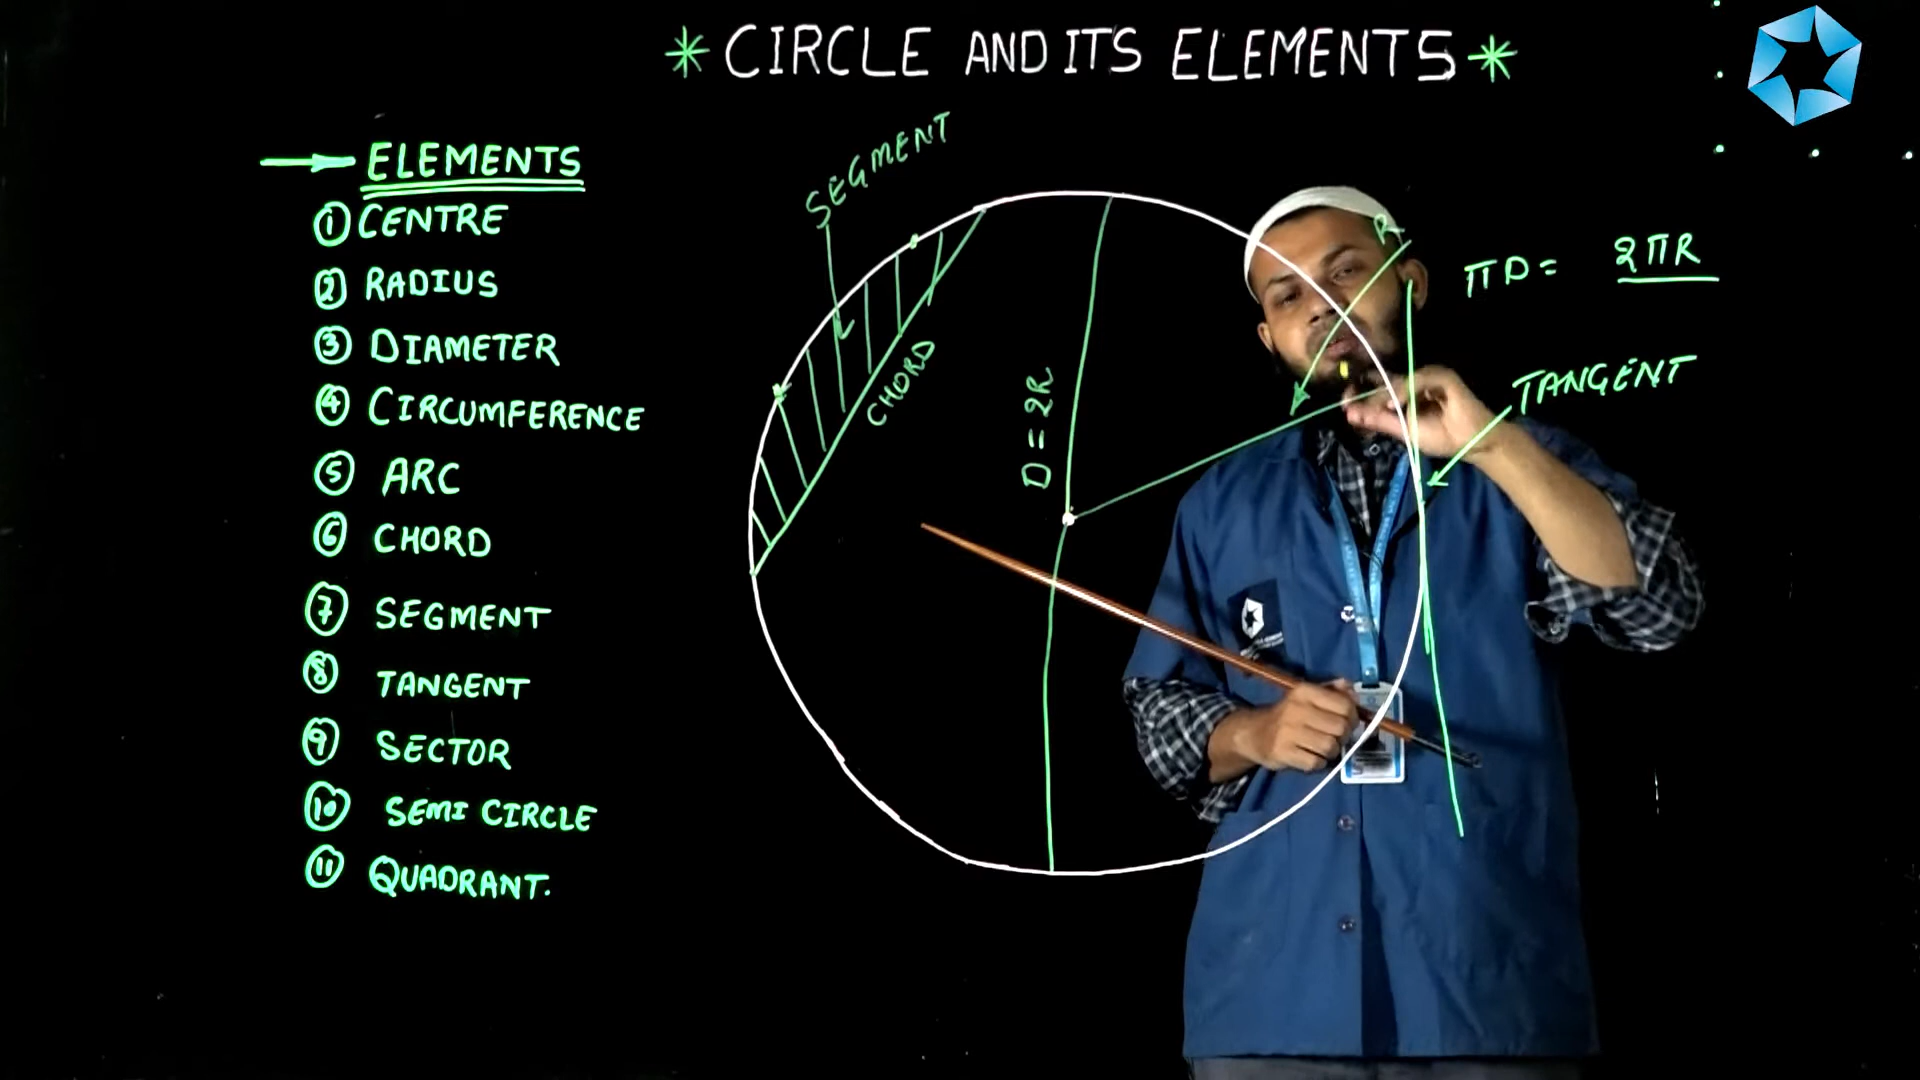 * CIRCLE AND ITS ELEMENTS *
ELEMENTS
① CENTRE
② RADIUS
③ DIAMETER
④ CIRCUMFERENCE
⑤ ARC
⑥ CHORD
⑦ SEGMENT
⑧ TANGENT
⑨ SECTOR
⑩ SEMI CIRCLE
⑪ QUADRANT.
SEGMENT
CHORD
D = 2R
R
πD = 2πR
TANGENT